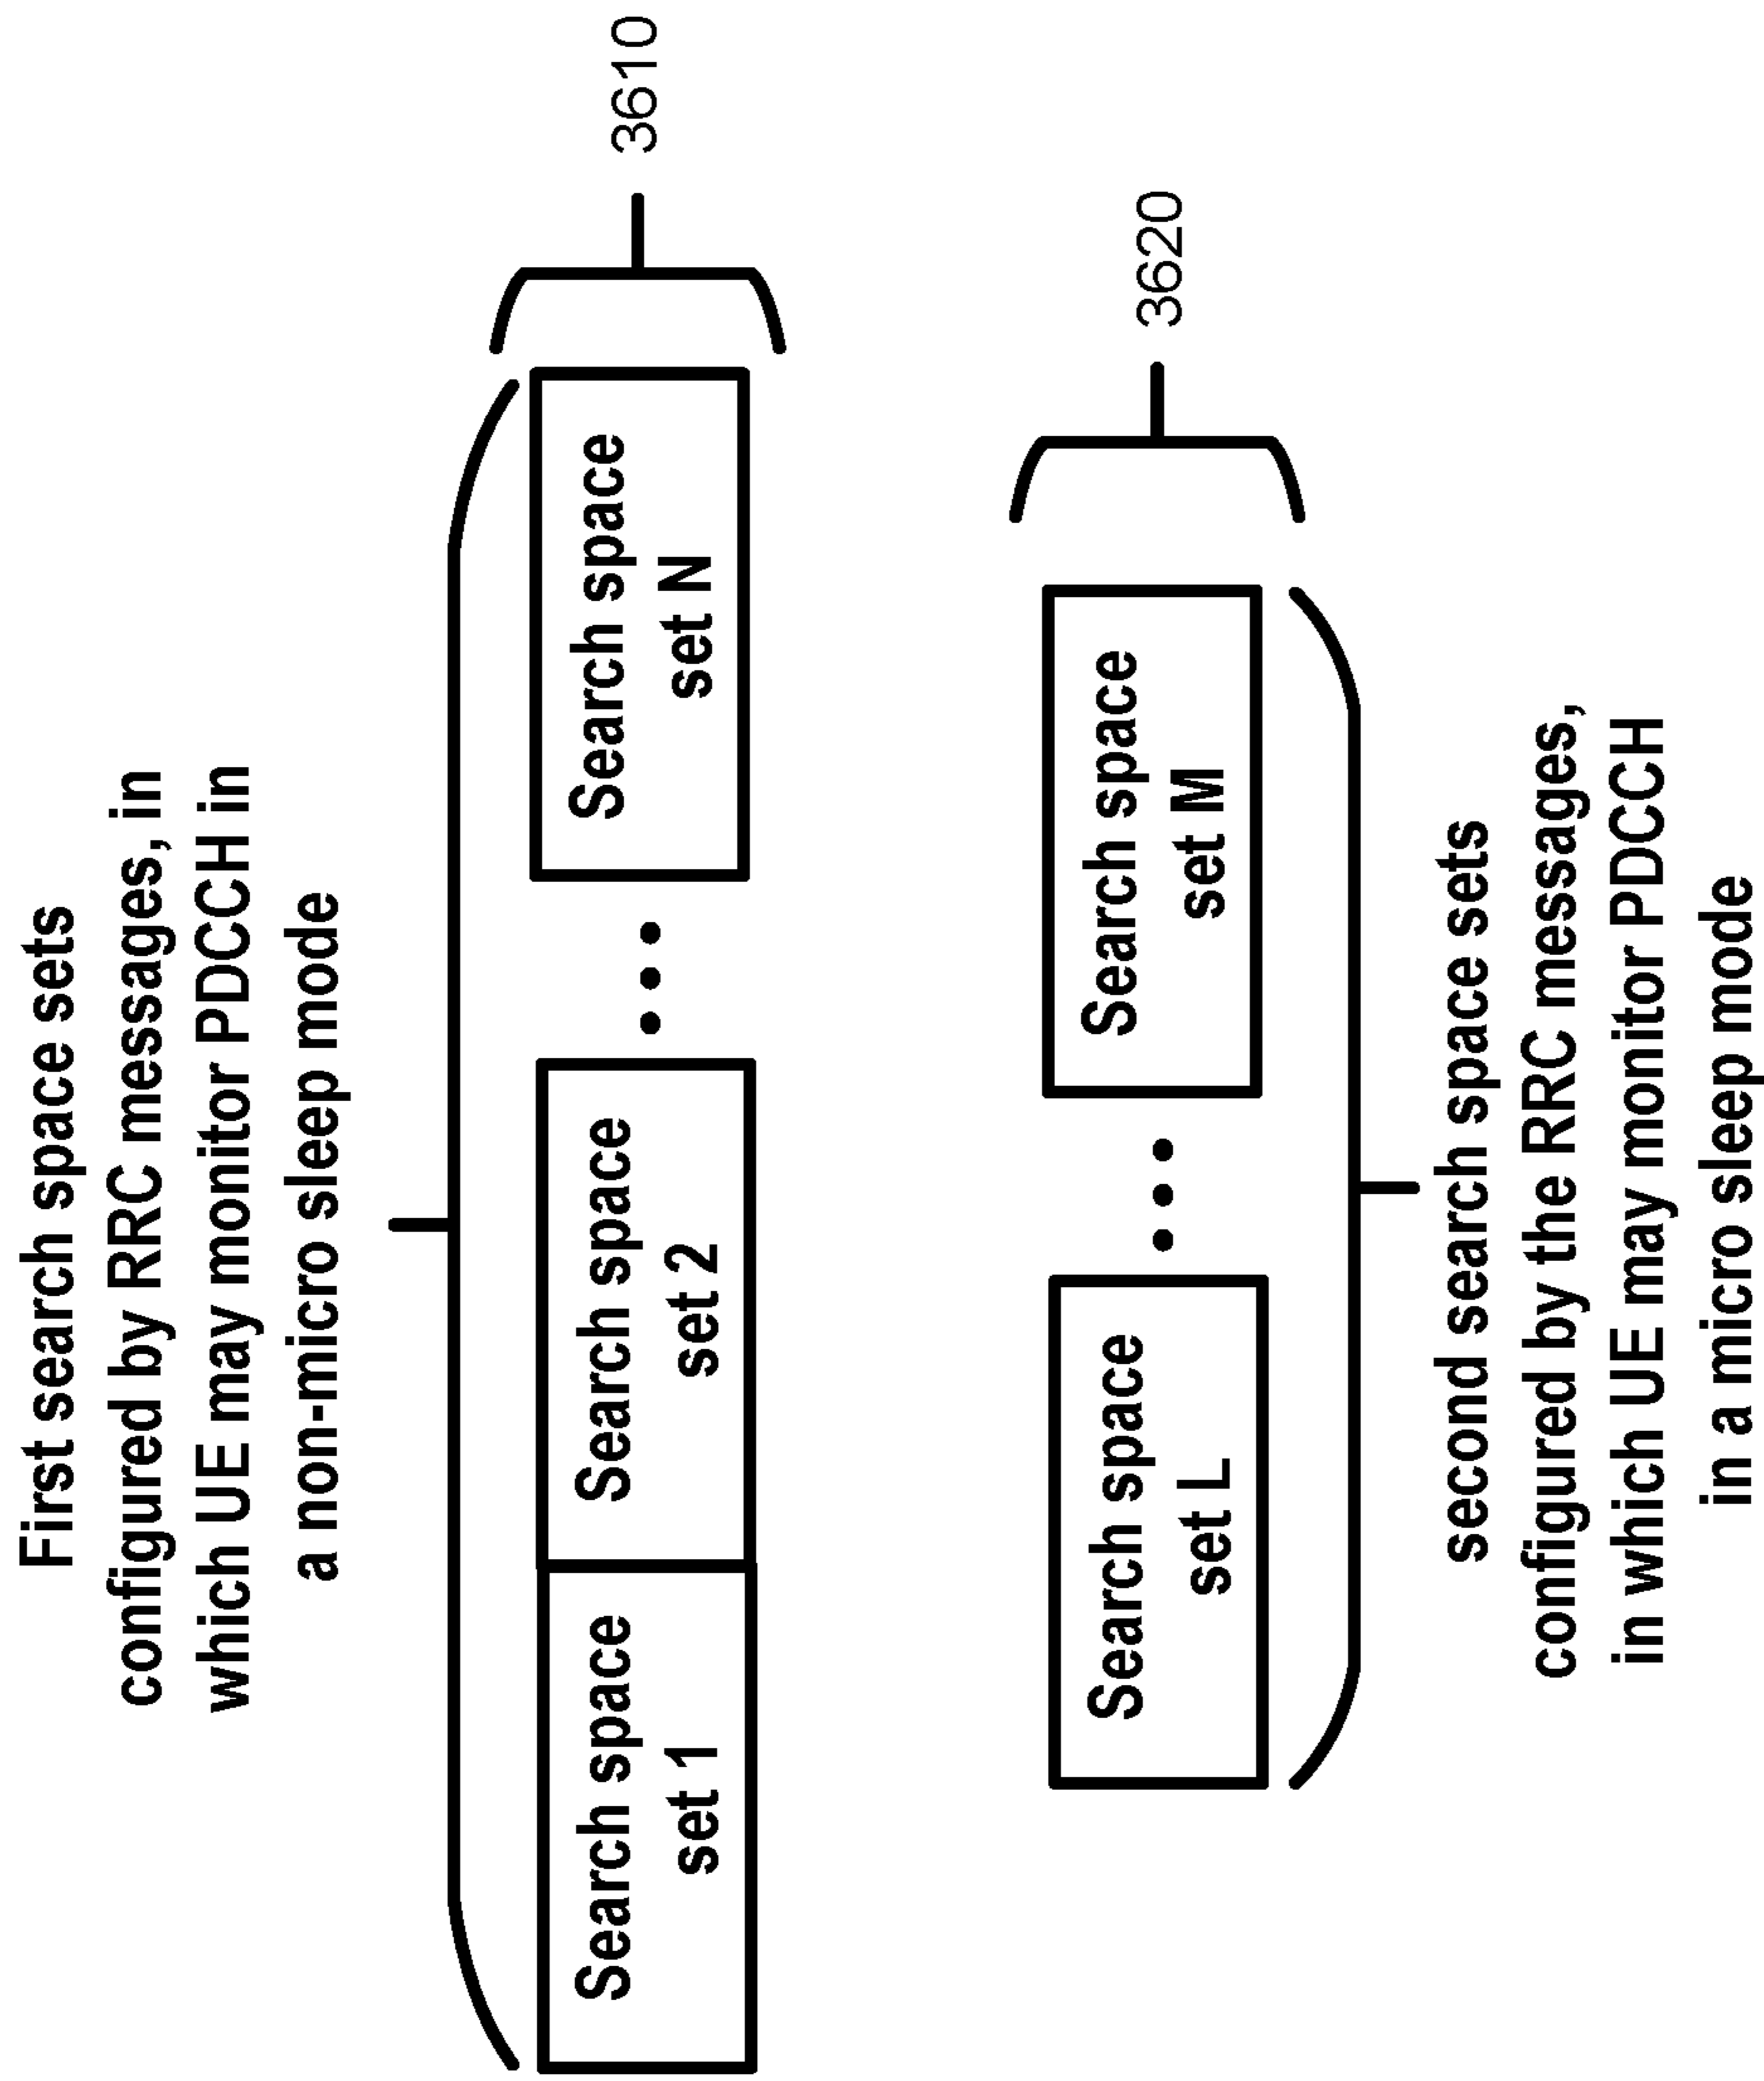 First search space sets
configured by RRC messages, in
which UE may monitor PDCCH in
a non-micro sleep mode
Search space
set 1
Search space
set 2
...
Search space
set N
3610
Search space
set L
...
Search space
set M
3620
second search space sets
configured by the RRC messages,
in which UE may monitor PDCCH
in a micro sleep mode